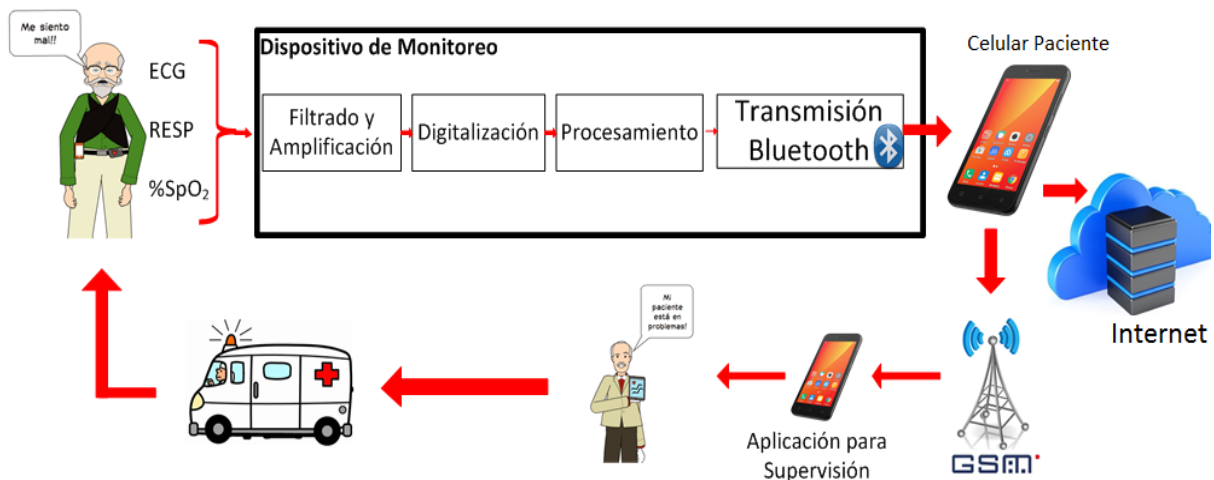 Me siento
mal!!
ECG
RESP
%SpO₂
Dispositivo de Monitoreo
Filtrado y
Amplificación
Digitalización
Procesamiento
Transmisión
Bluetooth
Celular Paciente
Internet
GSM
Aplicación para
Supervisión
Mi
paciente
está en
problemas!